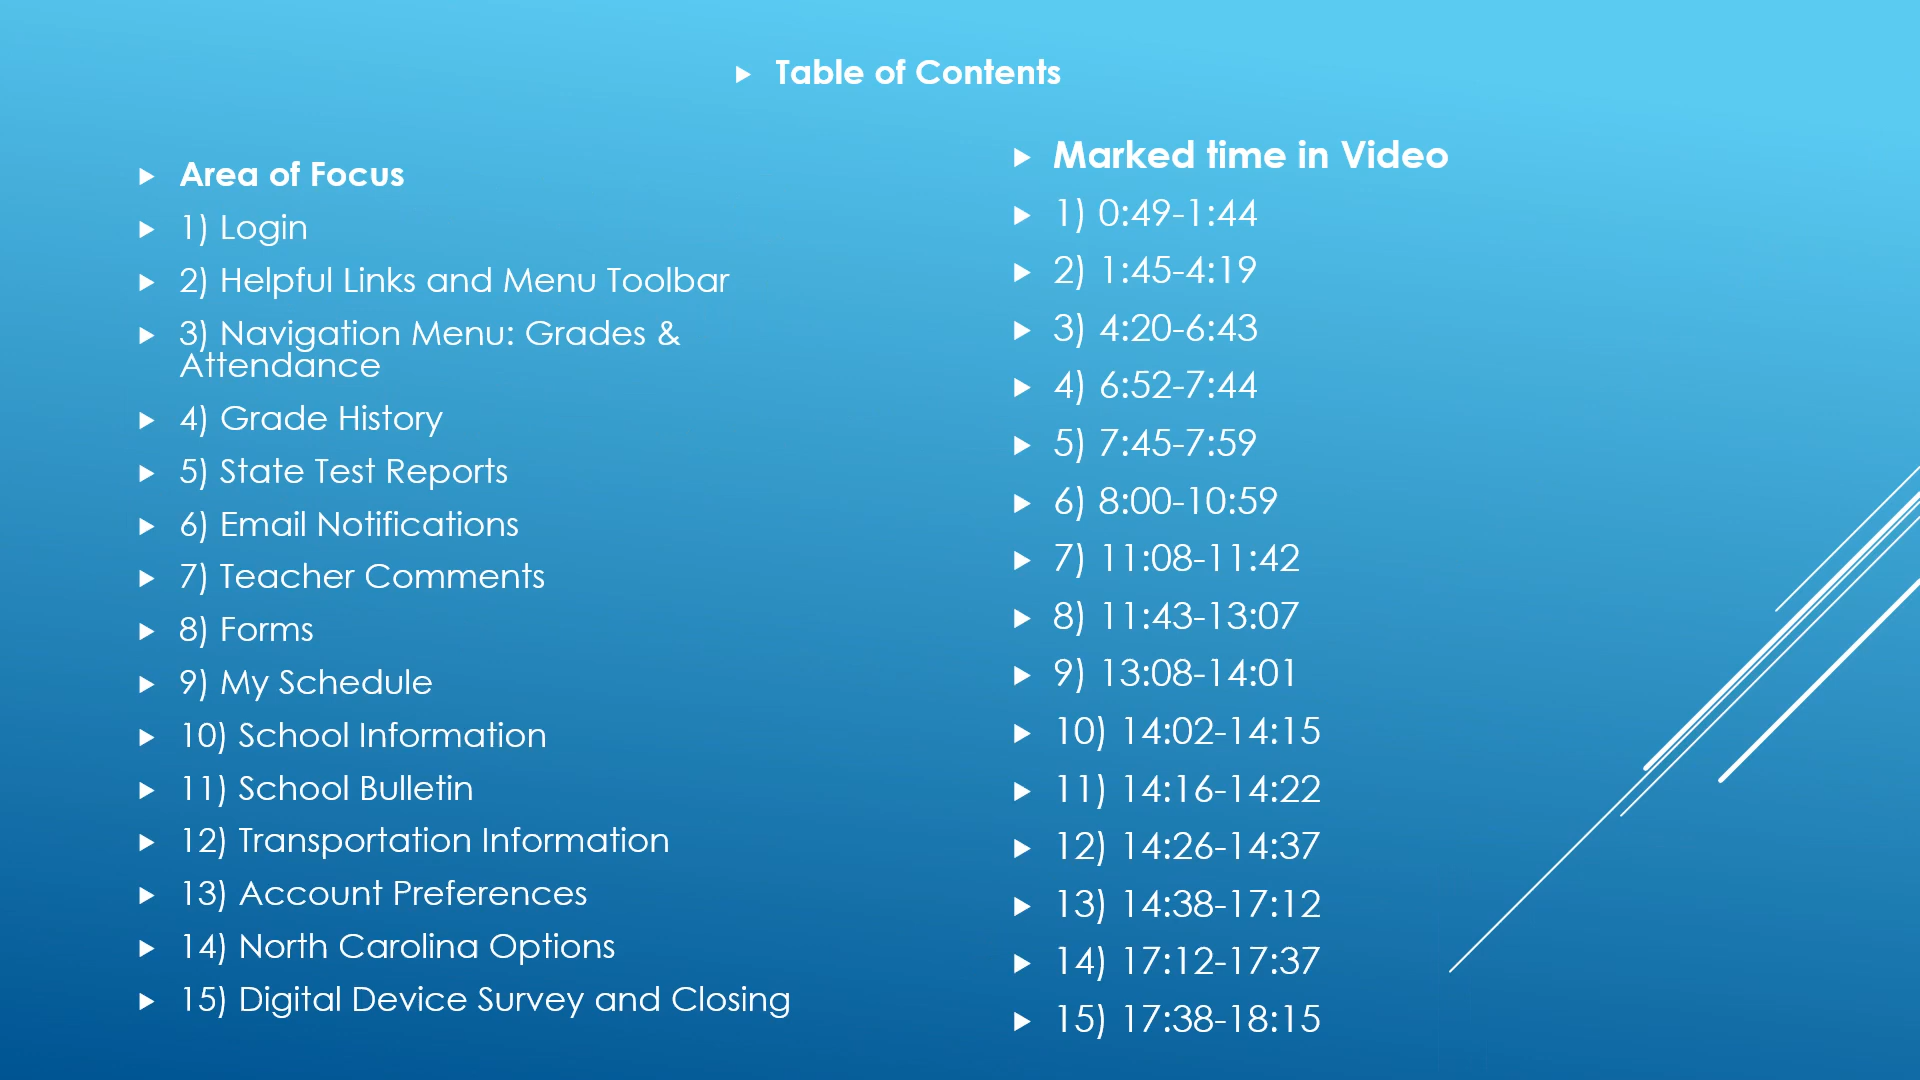 Table of Contents
Area of Focus
1) Login
2) Helpful Links and Menu Toolbar
3) Navigation Menu: Grades &
Attendance
4) Grade History
5) State Test Reports
6) Email Notifications
7) Teacher Comments
8) Forms
9) My Schedule
10) School Information
11) School Bulletin
12) Transportation Information
13) Account Preferences
14) North Carolina Options
15) Digital Device Survey and Closing
Marked time in Video
1) 0:49-1:44
2) 1:45-4:19
3) 4:20-6:43
4) 6:52-7:44
5) 7:45-7:59
6) 8:00-10:59
7) 11:08-11:42
8) 11:43-13:07
9) 13:08-14:01
10) 14:02-14:15
11) 14:16-14:22
12) 14:26-14:37
13) 14:38-17:12
14) 17:12-17:37
15) 17:38-18:15